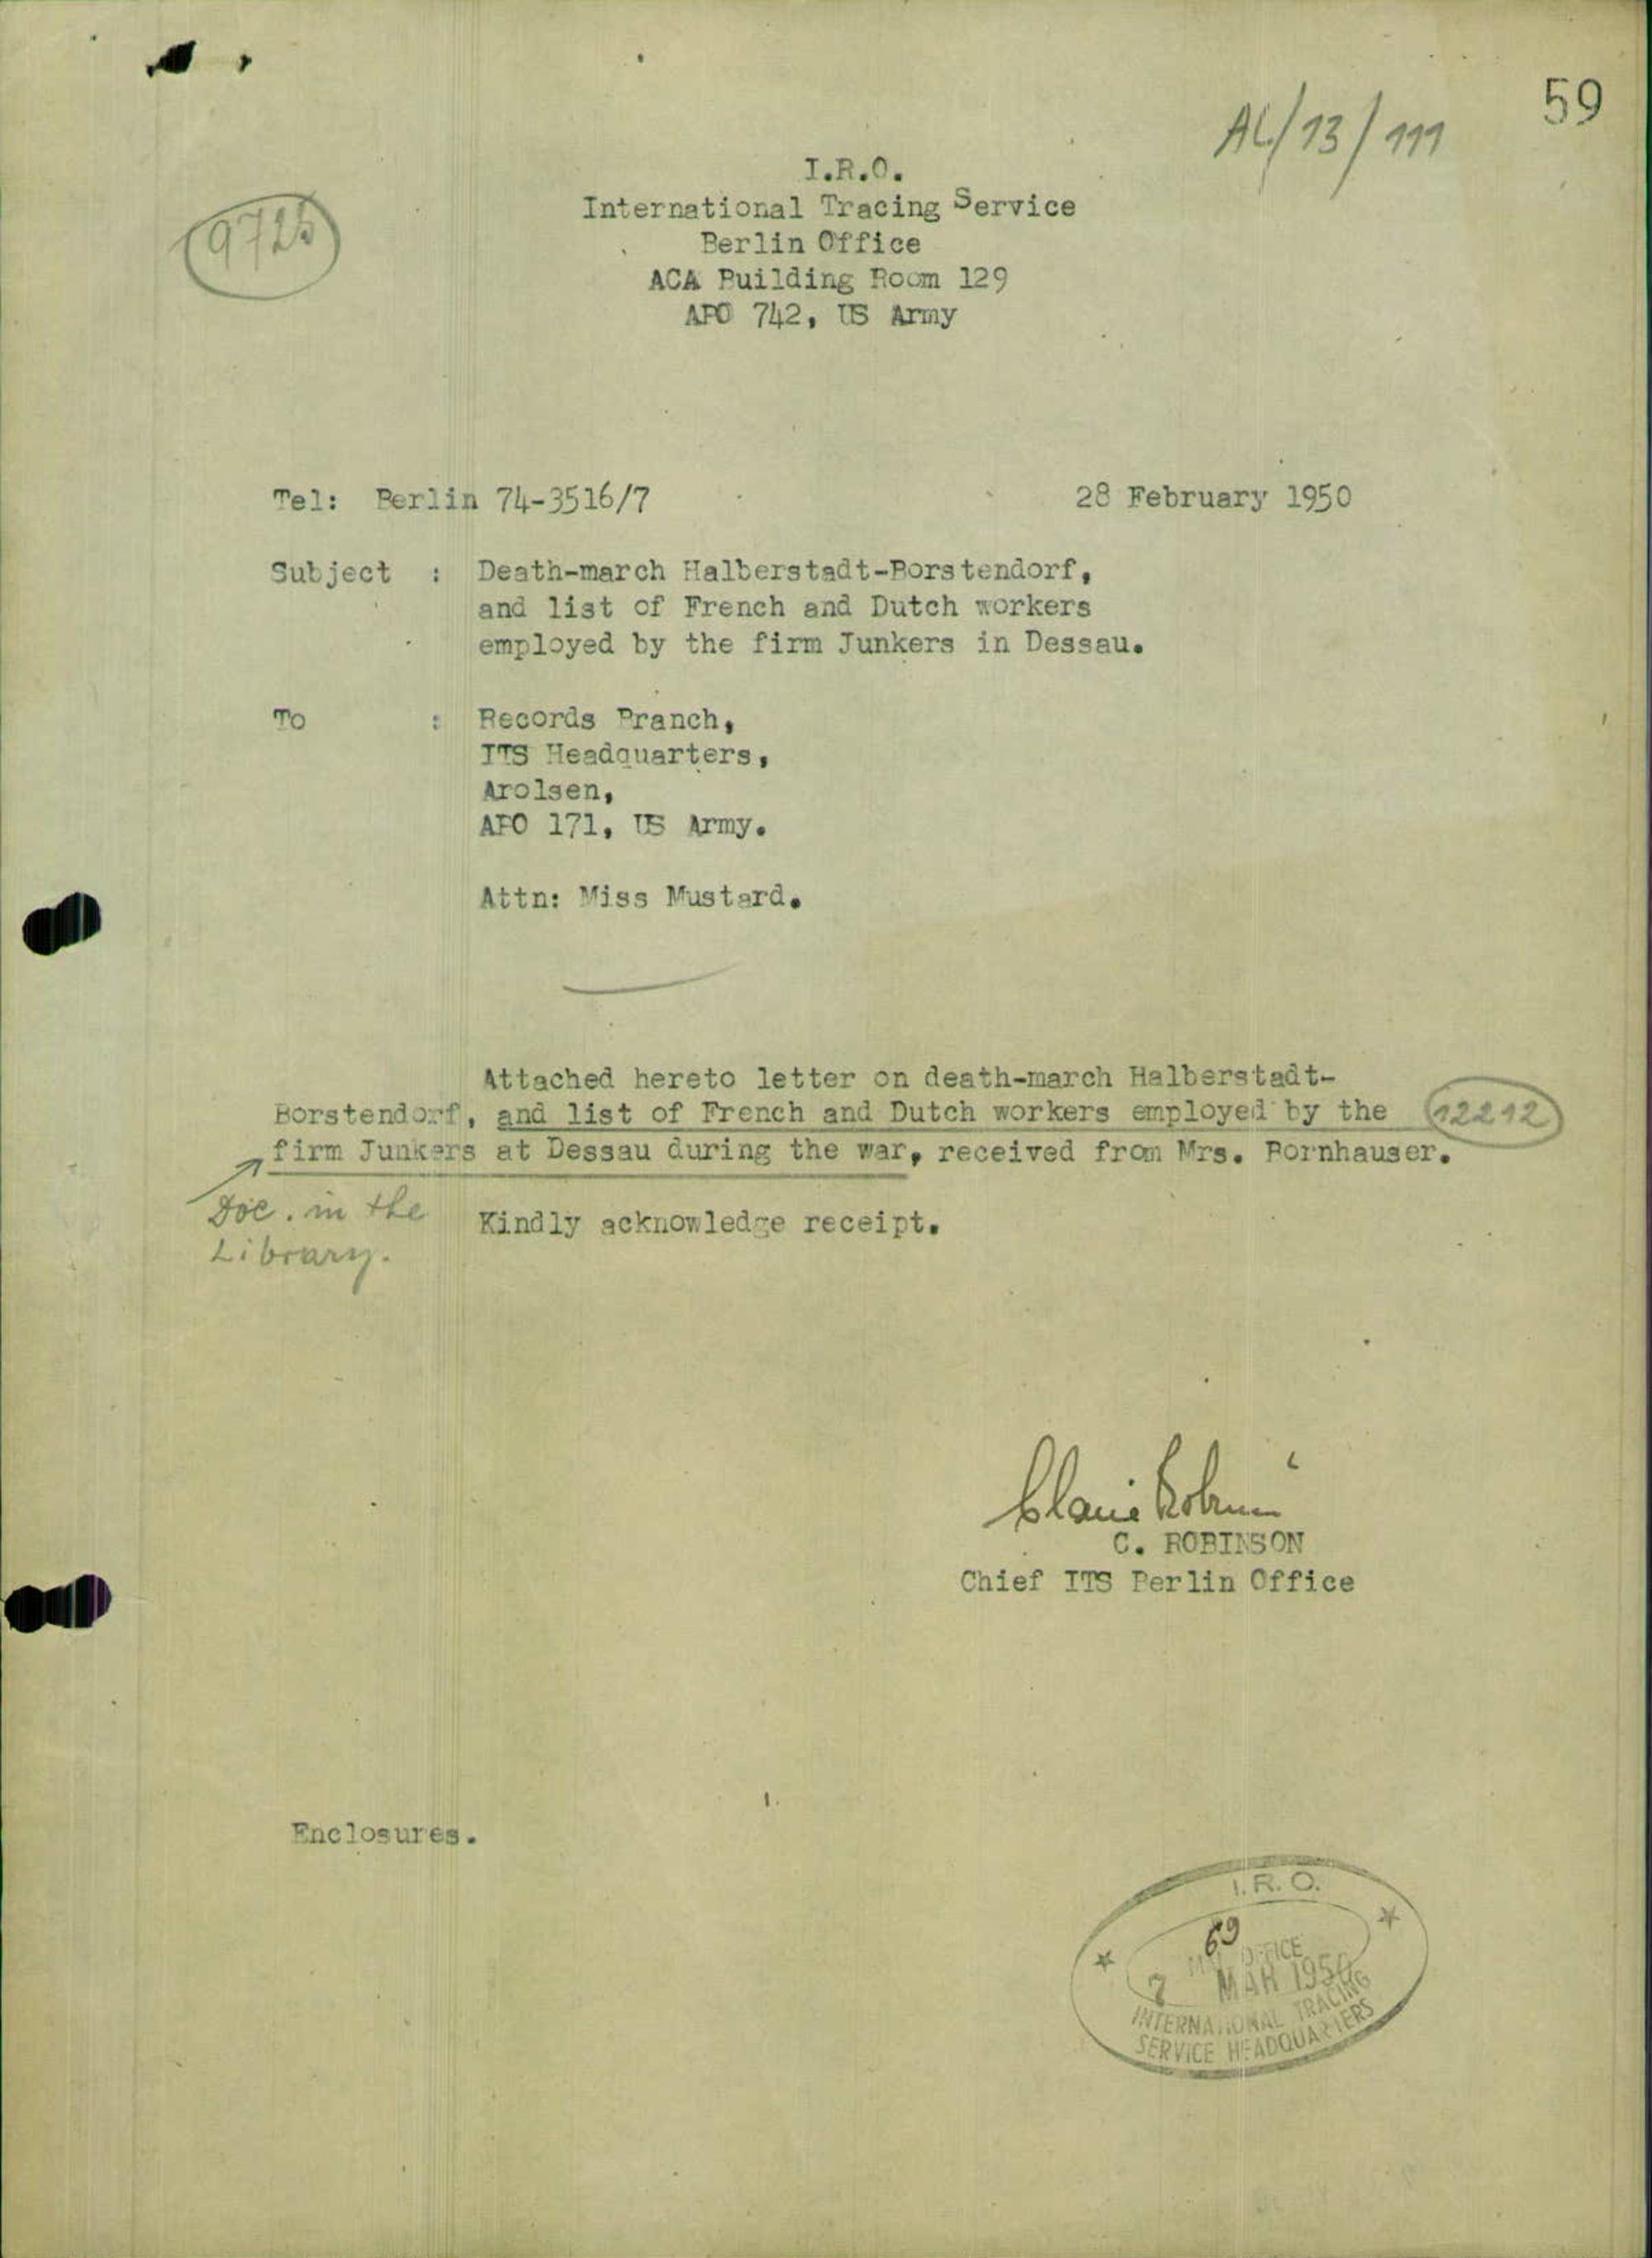 59
AL/13/111
I.R.O.
International Tracing Service
Berlin Office
ACA Building Room 129
APO 742, US Army
9725
Tel: Berlin 74-3516/7
28 February 1950
Subject : Death-march Halberstadt-Borstendorf,
and list of French and Dutch workers
employed by the firm Junkers in Dessau.
To : Records Branch,
ITS Headquarters,
Arolsen,
APO 171, US Army.
Attn: Miss Mustard.
Attached hereto letter on death-march Halberstadt-
Borstendorf, and list of French and Dutch workers employed by the 12212
firm Junkers at Dessau during the war, received from Mrs. Bornhauser.
Doc. in the
Library.
Kindly acknowledge receipt.
C. ROBINSON
Chief ITS Berlin Office
Enclosures.
I.R.O.
69
OFFICE
7 MAR 1950
INTERNATIONAL TRACING
SERVICE HEADQUARTERS